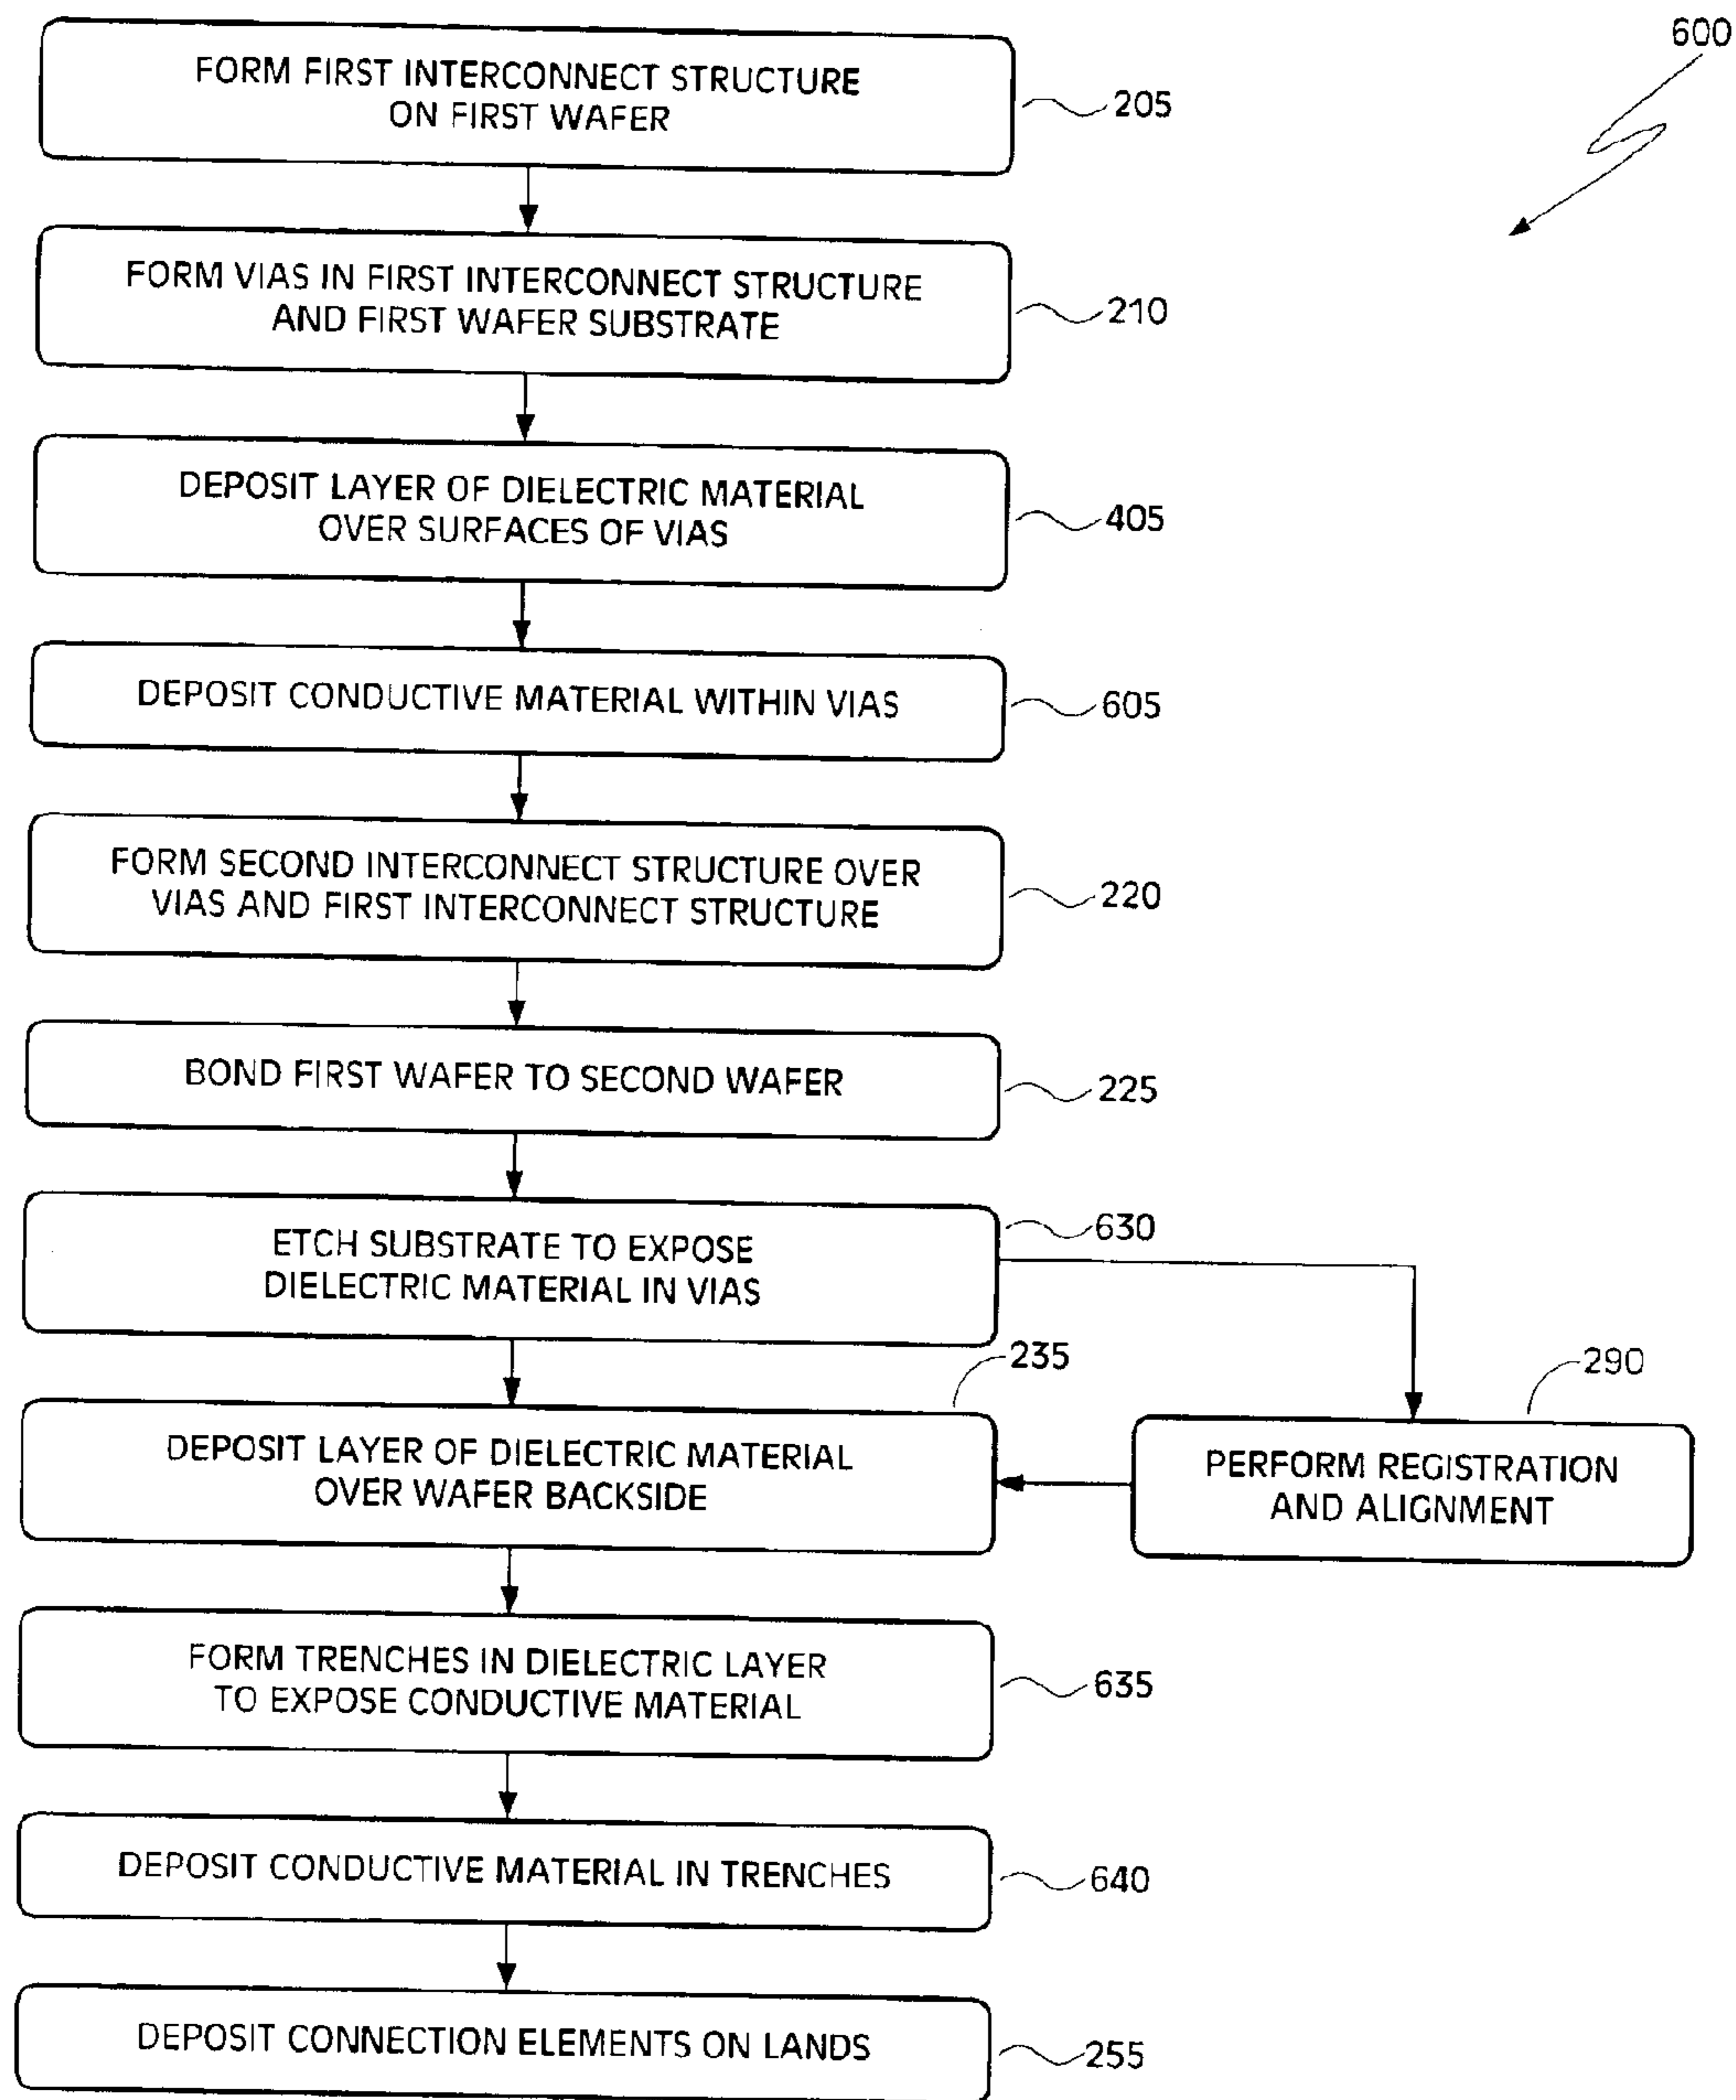 600
FORM FIRST INTERCONNECT STRUCTURE
ON FIRST WAFER
205
FORM VIAS IN FIRST INTERCONNECT STRUCTURE
AND FIRST WAFER SUBSTRATE
210
DEPOSIT LAYER OF DIELECTRIC MATERIAL
OVER SURFACES OF VIAS
405
DEPOSIT CONDUCTIVE MATERIAL WITHIN VIAS
605
FORM SECOND INTERCONNECT STRUCTURE OVER
VIAS AND FIRST INTERCONNECT STRUCTURE
220
BOND FIRST WAFER TO SECOND WAFER
225
ETCH SUBSTRATE TO EXPOSE
DIELECTRIC MATERIAL IN VIAS
630
235
DEPOSIT LAYER OF DIELECTRIC MATERIAL
OVER WAFER BACKSIDE
290
PERFORM REGISTRATION
AND ALIGNMENT
FORM TRENCHES IN DIELECTRIC LAYER
TO EXPOSE CONDUCTIVE MATERIAL
635
DEPOSIT CONDUCTIVE MATERIAL IN TRENCHES
640
DEPOSIT CONNECTION ELEMENTS ON LANDS
255